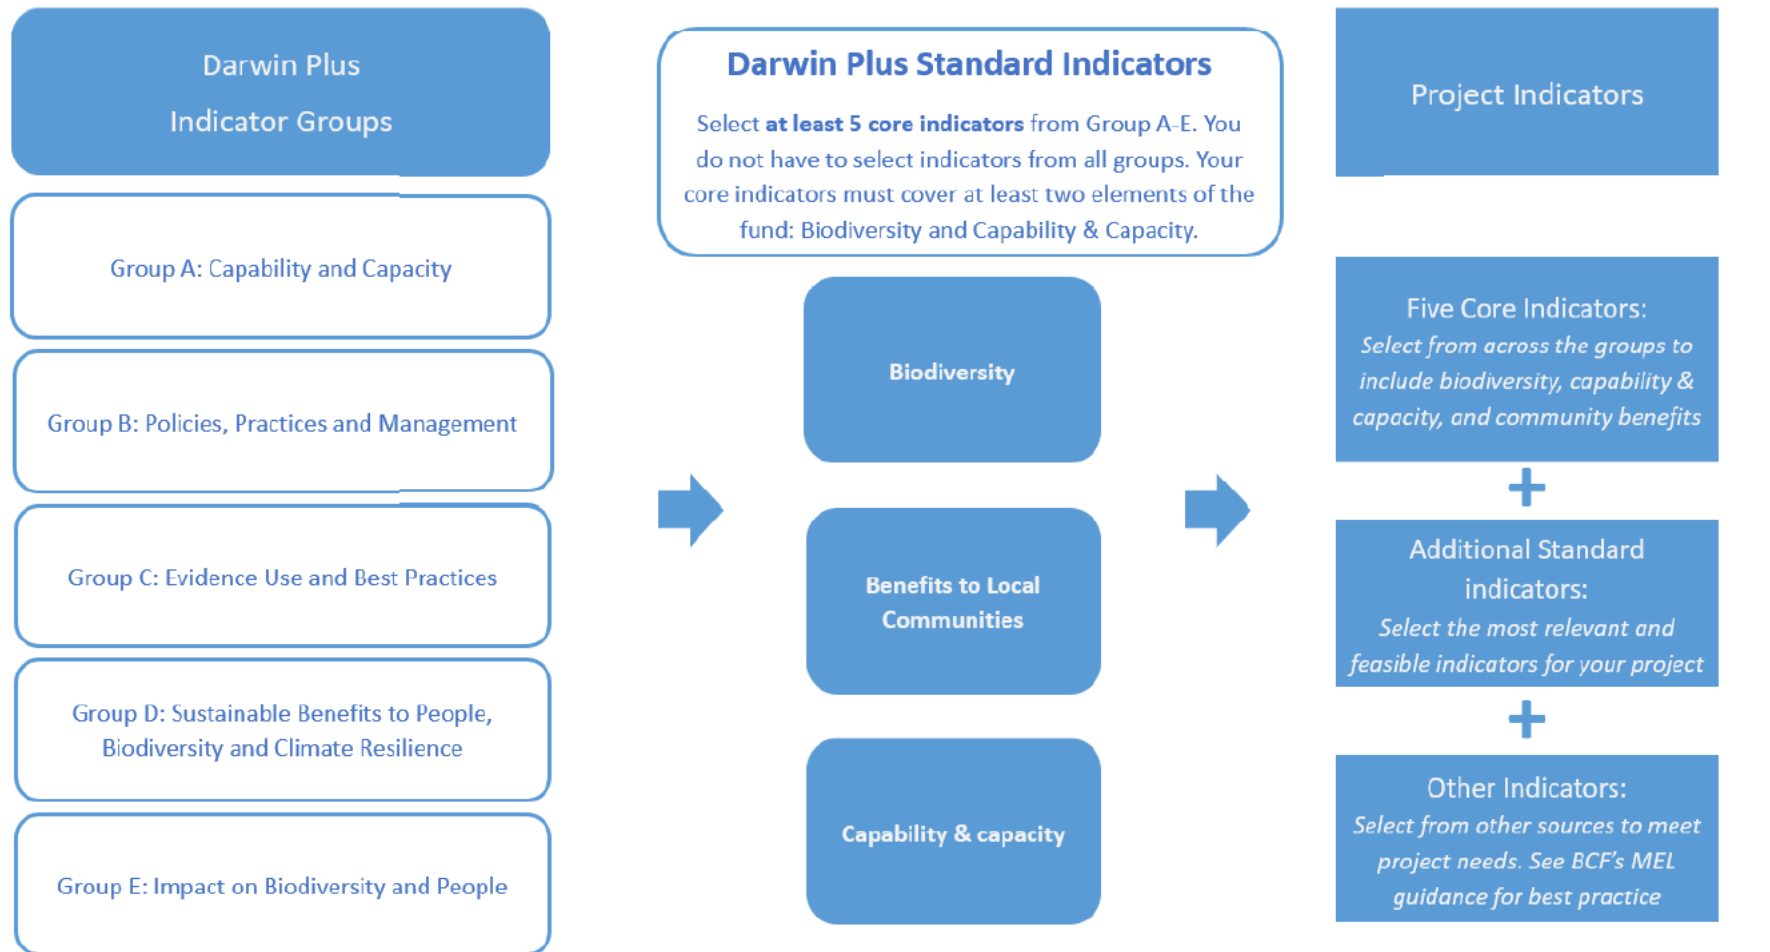 Darwin Plus
Indicator Groups
Group A: Capability and Capacity
Group B: Policies, Practices and Management
Group C: Evidence Use and Best Practices
Group D: Sustainable Benefits to People,
Biodiversity and Climate Resilience
Group E: Impact on Biodiversity and People
Darwin Plus Standard Indicators
Select at least 5 core indicators from Group A-E. You
do not have to select indicators from all groups. Your
core indicators must cover at least two elements of the
fund: Biodiversity and Capability & Capacity.
Biodiversity
Benefits to Local
Communities
Capability & capacity
Project Indicators
Five Core Indicators:
Select from across the groups to
include biodiversity, capability &
capacity, and community benefits
+
Additional Standard
indicators:
Select the most relevant and
feasible indicators for your project
+
Other Indicators:
Select from other sources to meet
project needs. See BCF's MEL
guidance for best practice